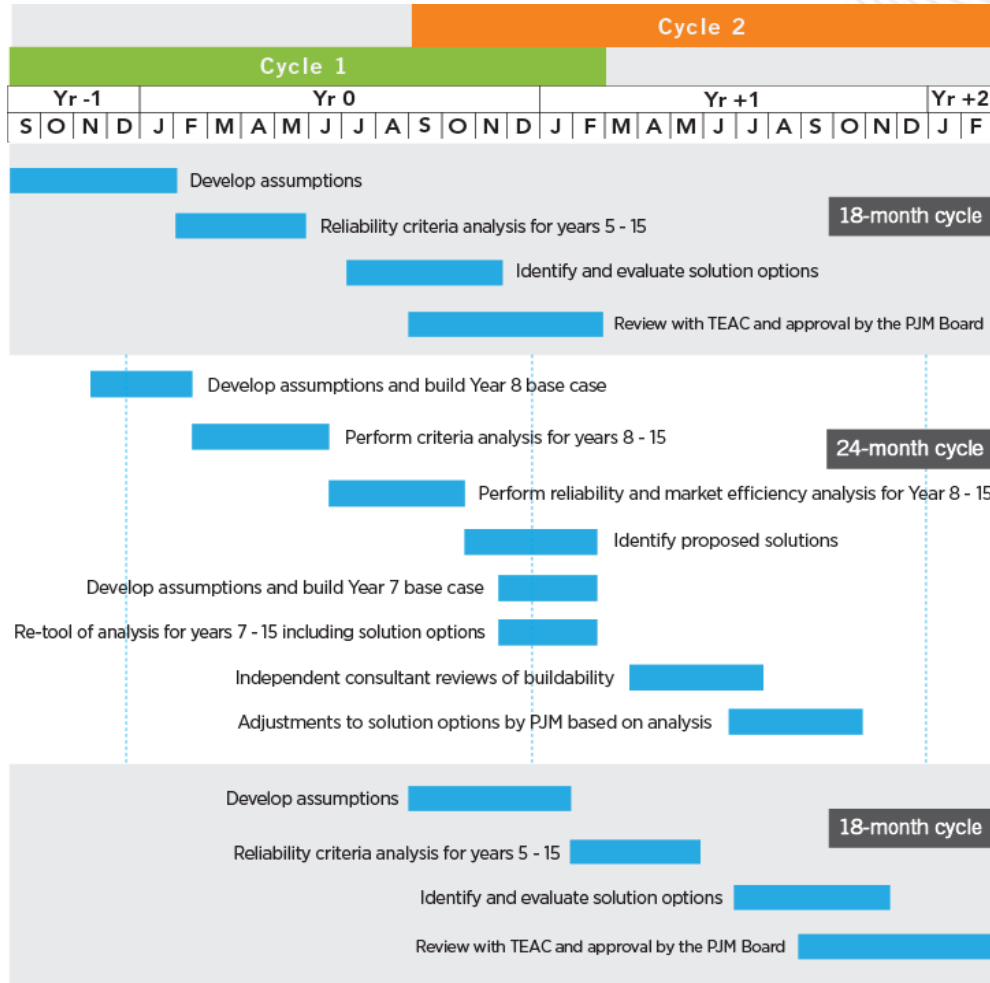 Cycle 2
Cycle 1
Yr -1 Yr 0 Yr +1 Yr +2
S O N D J F M A M J J A S O N D J F M A M J J A S O N D J F
Develop assumptions
18-month cycle
Reliability criteria analysis for years 5 - 15
Identify and evaluate solution options
Review with TEAC and approval by the PJM Board
Develop assumptions and build Year 8 base case
Perform criteria analysis for years 8 - 15
24-month cycle
Perform reliability and market efficiency analysis for Year 8 - 15
Identify proposed solutions
Develop assumptions and build Year 7 base case
Re-tool of analysis for years 7 - 15 including solution options
Independent consultant reviews of buildability
Adjustments to solution options by PJM based on analysis
Develop assumptions
18-month cycle
Reliability criteria analysis for years 5 - 15
Identify and evaluate solution options
Review with TEAC and approval by the PJM Board